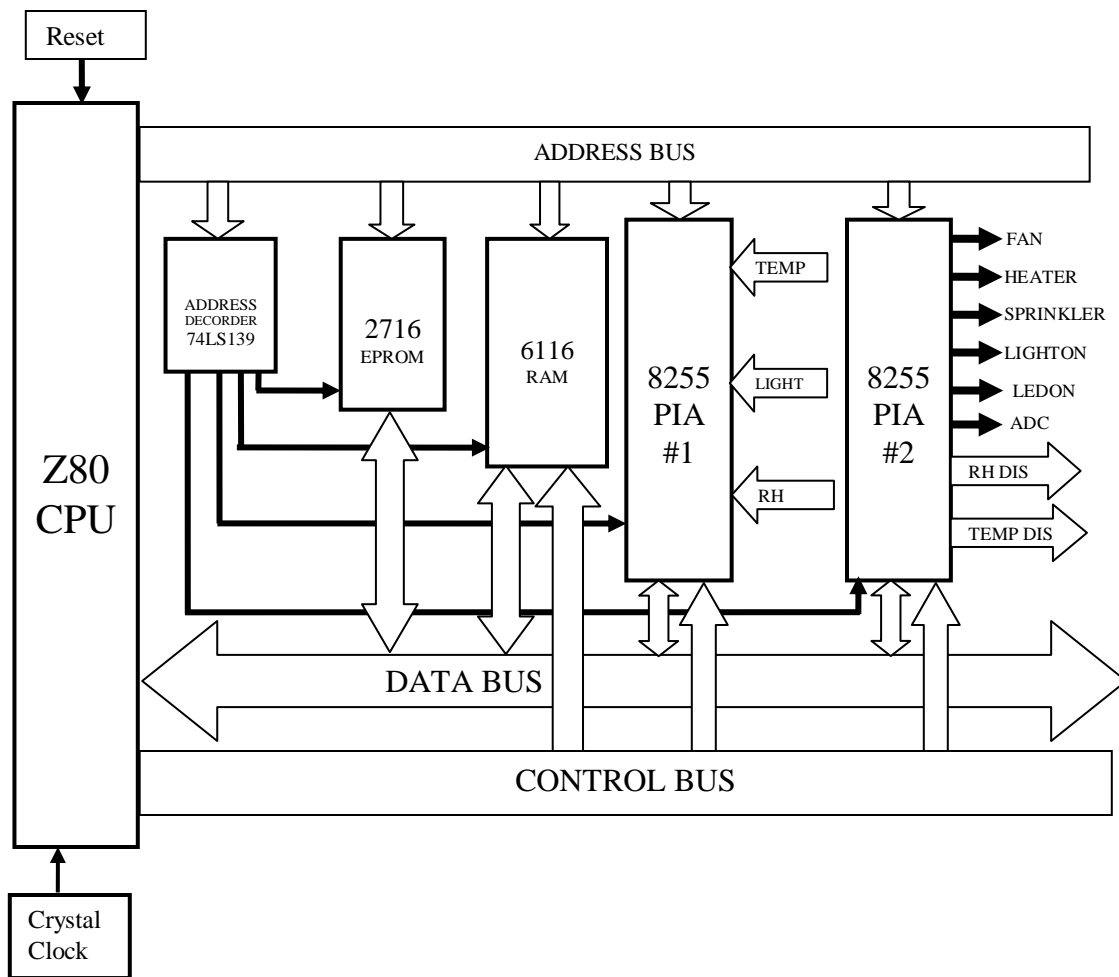 Reset
ADDRESS BUS
ADDRESS
DECORDER
74LS139
2716
EPROM
6116
RAM
TEMP
LIGHT
RH
8255
PIA
#1
8255
PIA
#2
FAN
HEATER
SPRINKLER
LIGHTON
LEDON
ADC
RH DIS
TEMP DIS
Z80
CPU
DATA BUS
CONTROL BUS
Crystal
Clock